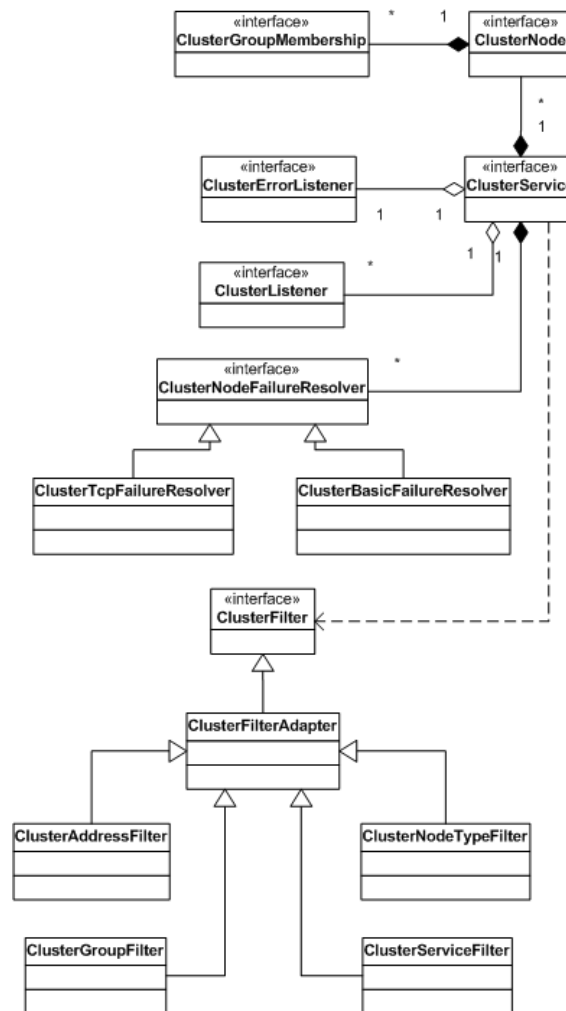 «interface»
ClusterGroupMembership
* 1
«interface»
ClusterNode
*
1
«interface»
ClusterErrorListener
1 1
«interface»
ClusterService
«interface»
ClusterListener
*
1
1
«interface»
ClusterNodeFailureResolver
*
ClusterTcpFailureResolver
ClusterBasicFailureResolver
«interface»
ClusterFilter
ClusterFilterAdapter
ClusterAddressFilter
ClusterNodeTypeFilter
ClusterGroupFilter
ClusterServiceFilter